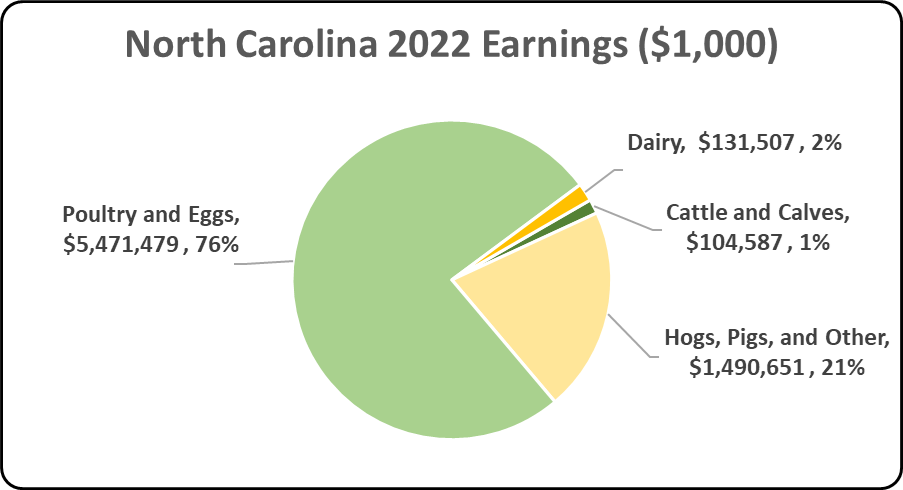 North Carolina 2022 Earnings ($1,000)
Dairy,  $131,507 , 2%
Poultry and Eggs,
$5,471,479 , 76%
Cattle and Calves,
$104,587 , 1%
Hogs, Pigs, and Other,
$1,490,651 , 21%